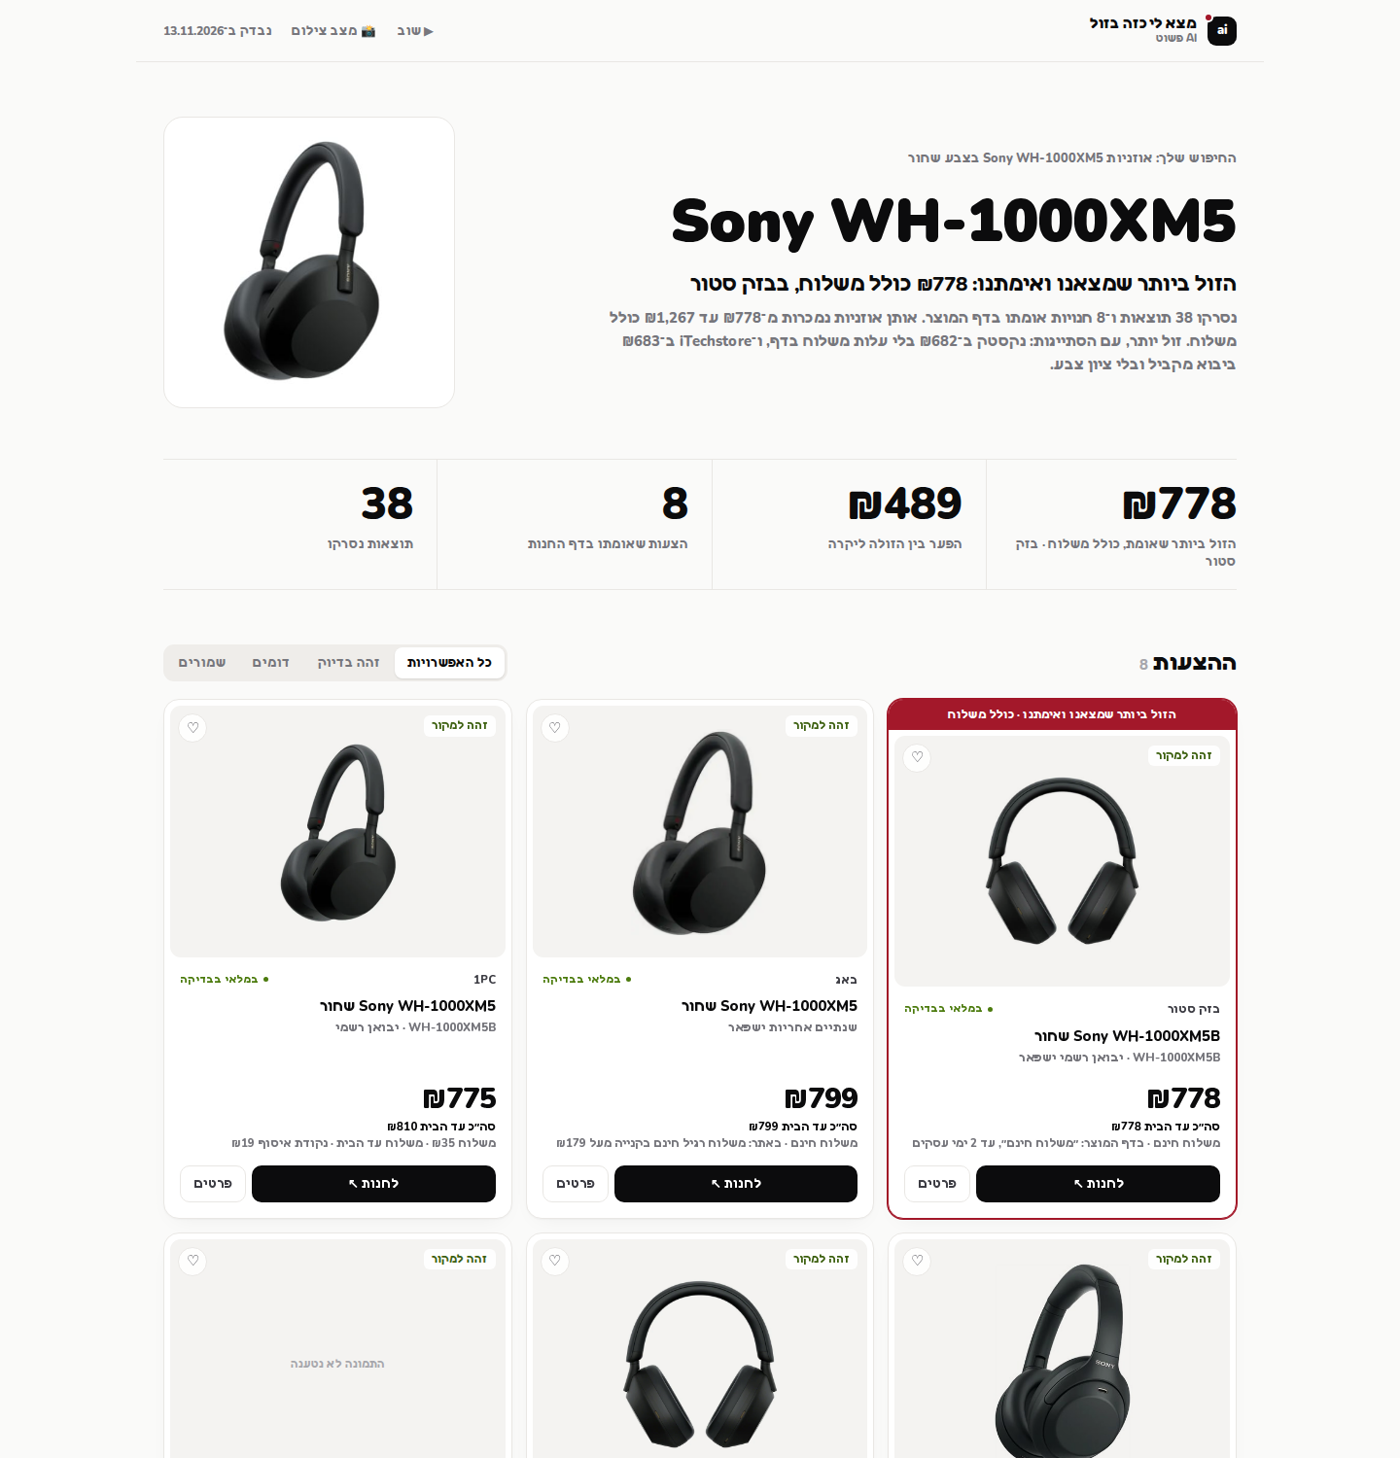 מצא לי כזה בזול
AI פשוט
ai
▶ שוב
📸 מצב צילום
נבדק ב־13.11.2026
החיפוש שלך: אוזניות Sony WH-1000XM5 בצבע שחור
Sony WH-1000XM5
הזול ביותר שמצאנו ואימתנו: ₪778 כולל משלוח, בבזק סטור
נסרקו 38 תוצאות ו־8 חנויות אומתו בדף המוצר. אותן אוזניות נמכרות מ־₪778 עד ₪1,267 כולל
משלוח. זול יותר, עם הסתייגות: נקסטק ב־₪682 בלי עלות משלוח בדף, ו־iTechstore ב־₪683
ביבוא מקביל ובלי ציון צבע.
₪778
הזול ביותר שאומת, כולל משלוח · בזק
סטור
₪489
הפער בין הזולה ליקרה
8
הצעות שאומתו בדף החנות
38
תוצאות נסרקו
ההצעות 8
כל האפשרויות
זהה בדיוק
דומים
שמורים
הזול ביותר שמצאנו ואימתנו · כולל משלוח
זהה למקור
♡
בזק סטור
● במלאי בבדיקה
Sony WH-1000XM5B שחור
WH-1000XM5B · יבואן רשמי ישפאר
₪778
סה״כ עד הבית ₪778
משלוח חינם · בדף המוצר: ״משלוח חינם״, עד 2 ימי עסקים
לחנות ↖
פרטים
זהה למקור
♡
באג
● במלאי בבדיקה
Sony WH-1000XM5 שחור
שנתיים אחריות ישפאר
₪799
סה״כ עד הבית ₪799
משלוח חינם · באתר: משלוח רגיל חינם בקנייה מעל ₪179
לחנות ↖
פרטים
זהה למקור
♡
1PC
● במלאי בבדיקה
Sony WH-1000XM5 שחור
WH-1000XM5B · יבואן רשמי
₪775
סה״כ עד הבית ₪810
משלוח ₪35 · משלוח עד הבית · נקודת איסוף ₪19
לחנות ↖
פרטים
זהה למקור
♡
SONY
זהה למקור
♡
זהה למקור
♡
התמונה לא נטענה